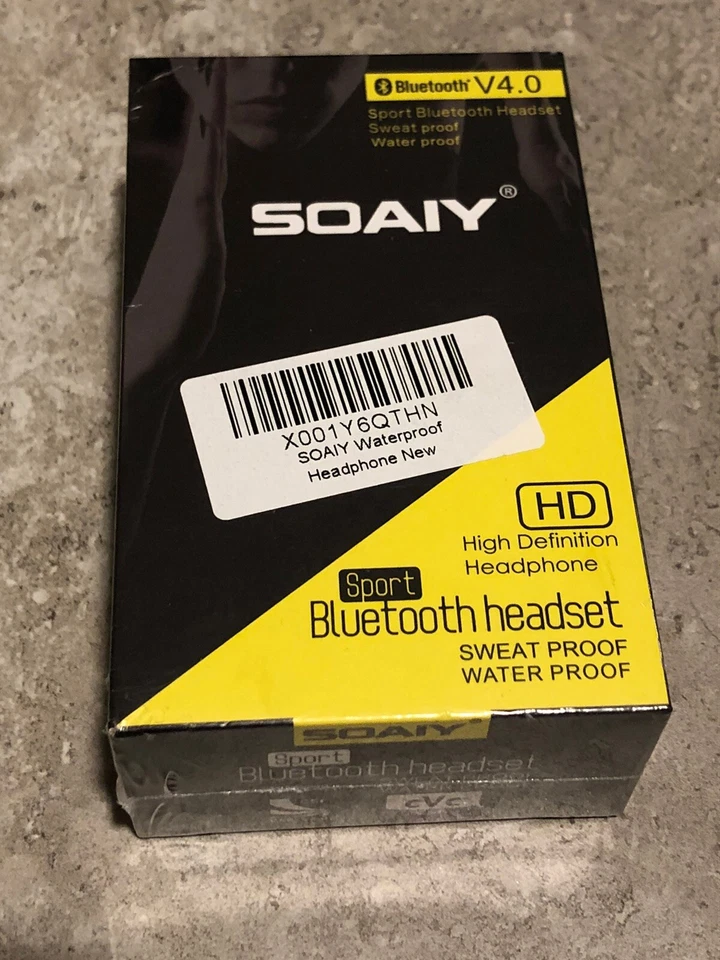 Bluetooth® V4.0
Sport Bluetooth Headset
Sweat proof
Water proof
SOAIY®
X001Y6QTHN
SOAIY Waterproof
Headphone New
HD
High Definition
Headphone
Sport
Bluetooth headset
SWEAT PROOF
WATER PROOF
SOAIY
Sport
Bluetooth headset
cVc